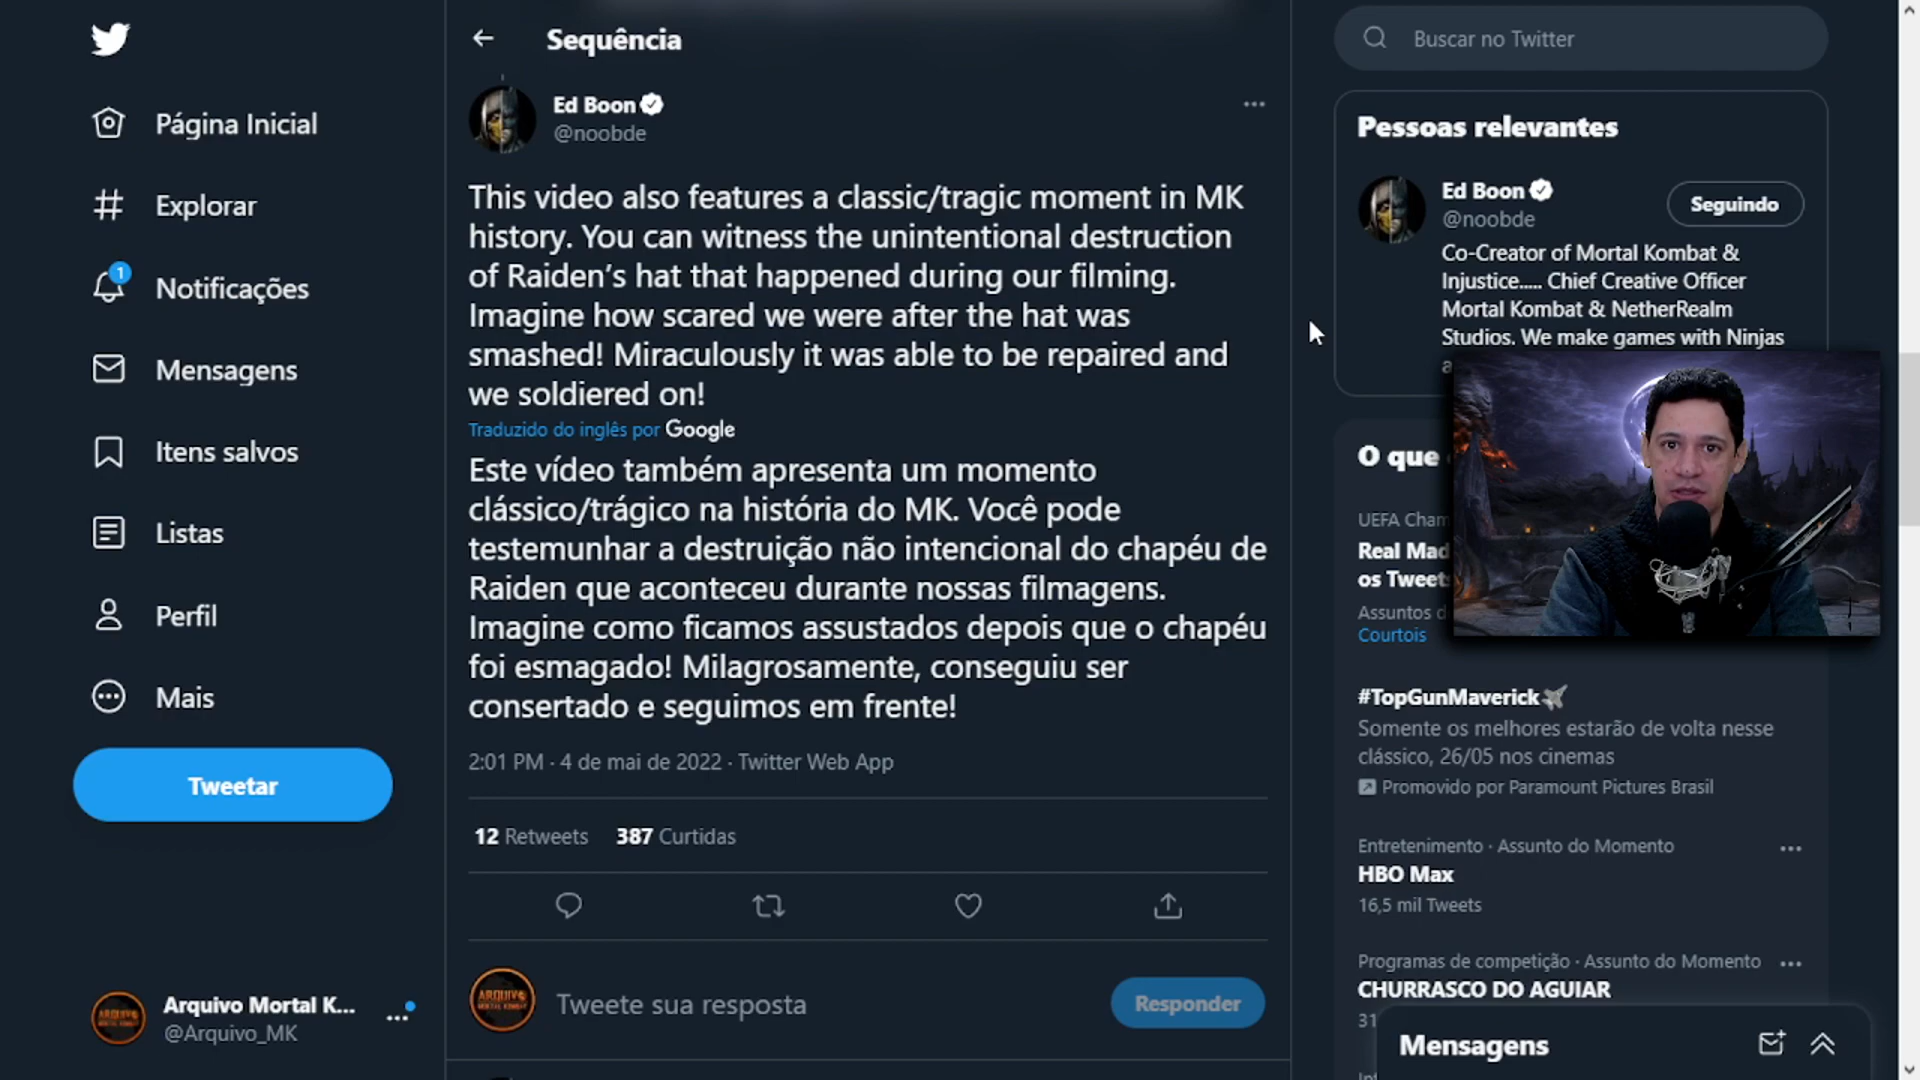 Página Inicial
Explorar
1
Notificações
Mensagens
Itens salvos
Listas
Perfil
Mais
Tweetar
Arquivo Mortal K...
@Arquivo_MK
Sequência
Ed Boon
@noobde
This video also features a classic/tragic moment in MK
history. You can witness the unintentional destruction
of Raiden’s hat that happened during our filming.
Imagine how scared we were after the hat was
smashed! Miraculously it was able to be repaired and
we soldiered on!
Traduzido do inglês por Google
Este vídeo também apresenta um momento
clássico/trágico na história do MK. Você pode
testemunhar a destruição não intencional do chapéu de
Raiden que aconteceu durante nossas filmagens.
Imagine como ficamos assustados depois que o chapéu
foi esmagado! Milagrosamente, conseguiu ser
consertado e seguimos em frente!
2:01 PM · 4 de mai de 2022 · Twitter Web App
12 Retweets 387 Curtidas
ARQUIVO
Tweete sua resposta
Responder
Buscar no Twitter
Pessoas relevantes
Ed Boon
Seguindo
@noobde
Co-Creator of Mortal Kombat &
Injustice..... Chief Creative Officer
Mortal Kombat & NetherRealm
Studios. We make games with Ninjas
O que
UEFA Cham
Real Mad
os Tweet
Assuntos d
Courtois
#TopGunMaverick
Somente os melhores estarão de volta nesse
clássico, 26/05 nos cinemas
Promovido por Paramount Pictures Brasil
Entretenimento · Assunto do Momento
HBO Max
16,5 mil Tweets
Programas de competição · Assunto do Momento
CHURRASCO DO AGUIAR
31
Mensagens